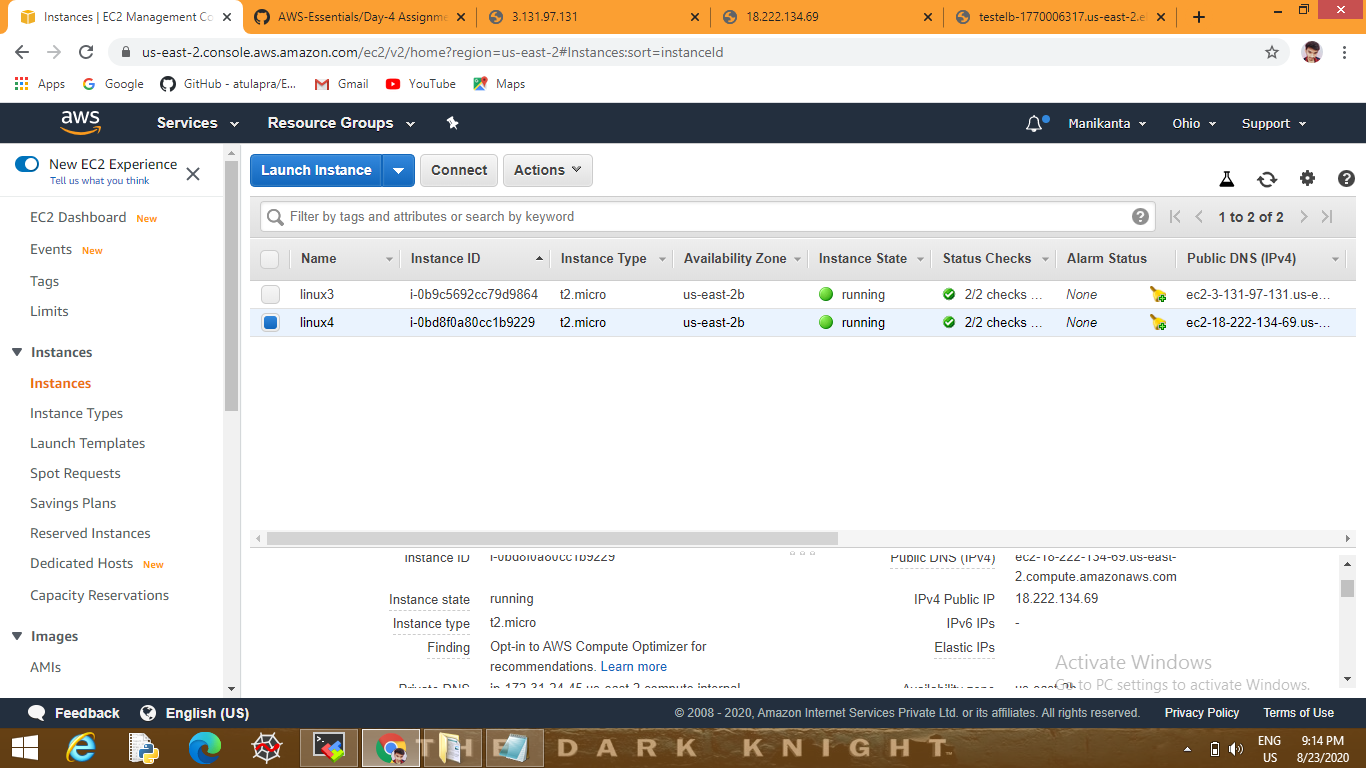 Instances | EC2 Management Co
AWS-Essentials/Day-4 Assignme
3.131.97.131
18.222.134.69
testelb-1770006317.us-east-2.e
us-east-2.console.aws.amazon.com/ec2/v2/home?region=us-east-2#Instances:sort=instanceId
Apps Google GitHub - atulapra/E... Gmail YouTube Maps
aws Services Resource Groups Manikanta Ohio Support
New EC2 Experience
Tell us what you think
EC2 Dashboard New
Events New
Tags
Limits
Instances
Instances
Instance Types
Launch Templates
Spot Requests
Savings Plans
Reserved Instances
Dedicated Hosts New
Capacity Reservations
Images
AMIs
Launch Instance Connect Actions
Filter by tags and attributes or search by keyword
1 to 2 of 2
Name Instance ID Instance Type Availability Zone Instance State Status Checks Alarm Status Public DNS (IPv4)
linux3 i-0b9c5692cc79d9864 t2.micro us-east-2b running 2/2 checks ... None ec2-3-131-97-131.us-e...
linux4 i-0bd8f0a80cc1b9229 t2.micro us-east-2b running 2/2 checks ... None ec2-18-222-134-69.us-...
Instance ID i-0bd8f0a80cc1b9229
Instance state running
Instance type t2.micro
Finding Opt-in to AWS Compute Optimizer for
recommendations. Learn more
Private DNS ip-172-31-24-45.us-east-2.compute.internal
Public DNS (IPv4) ec2-18-222-134-69.us-east-
2.compute.amazonaws.com
IPv4 Public IP 18.222.134.69
IPv6 IPs -
Elastic IPs
Availability zone us-east-2b
Activate Windows
Go to PC settings to activate Windows.
Feedback English (US)
© 2008 - 2020, Amazon Internet Services Private Ltd. or its affiliates. All rights reserved. Privacy Policy Terms of Use
THE DARK KNIGHT
ENG
US
9:14 PM
8/23/2020